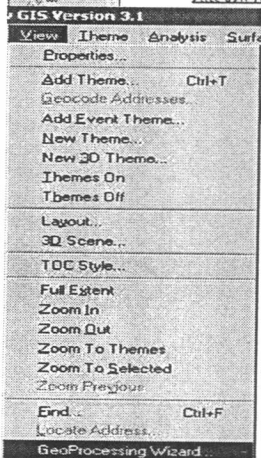 GIS Version 3.1
View Theme Analysis Surfa
Properties...
Add Theme... Ctrl+T
Geocode Addresses...
Add Event Theme...
New Theme...
New 3D Theme...
Themes On
Themes Off
Layout...
3D Scene...
TOC Style...
Full Extent
Zoom In
Zoom Out
Zoom To Themes
Zoom To Selected
Zoom Previous
Find... Ctrl+F
Locate Address...
GeoProcessing Wizard...